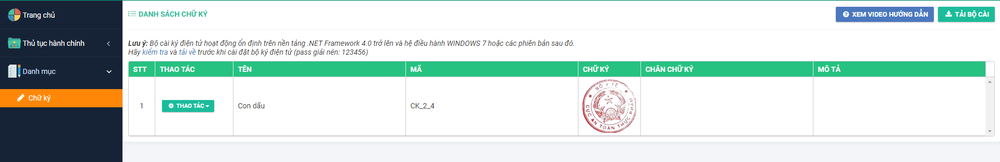 Trang chủ
Thủ tục hành chính
Danh mục
Chữ ký
DANH SÁCH CHỮ KÝ
XEM VIDEO HƯỚNG DẪN
TẢI BỘ CÀI
Lưu ý: Bộ cài ký điện tử hoạt động ổn định trên nền tảng .NET Framework 4.0 trở lên và hệ điều hành WINDOWS 7 hoặc các phiên bản sau đó.
Hãy kiểm tra và tải về trước khi cài đặt bộ ký điện tử (pass giải nén: 123456)
STT THAO TÁC TÊN MÃ CHỮ KÝ CHÂN CHỮ KÝ MÔ TẢ
1 THAO TÁC Con dấu CK_2_4
BỘ Y TẾ
CỤC AN TOÀN THỰC PHẨM